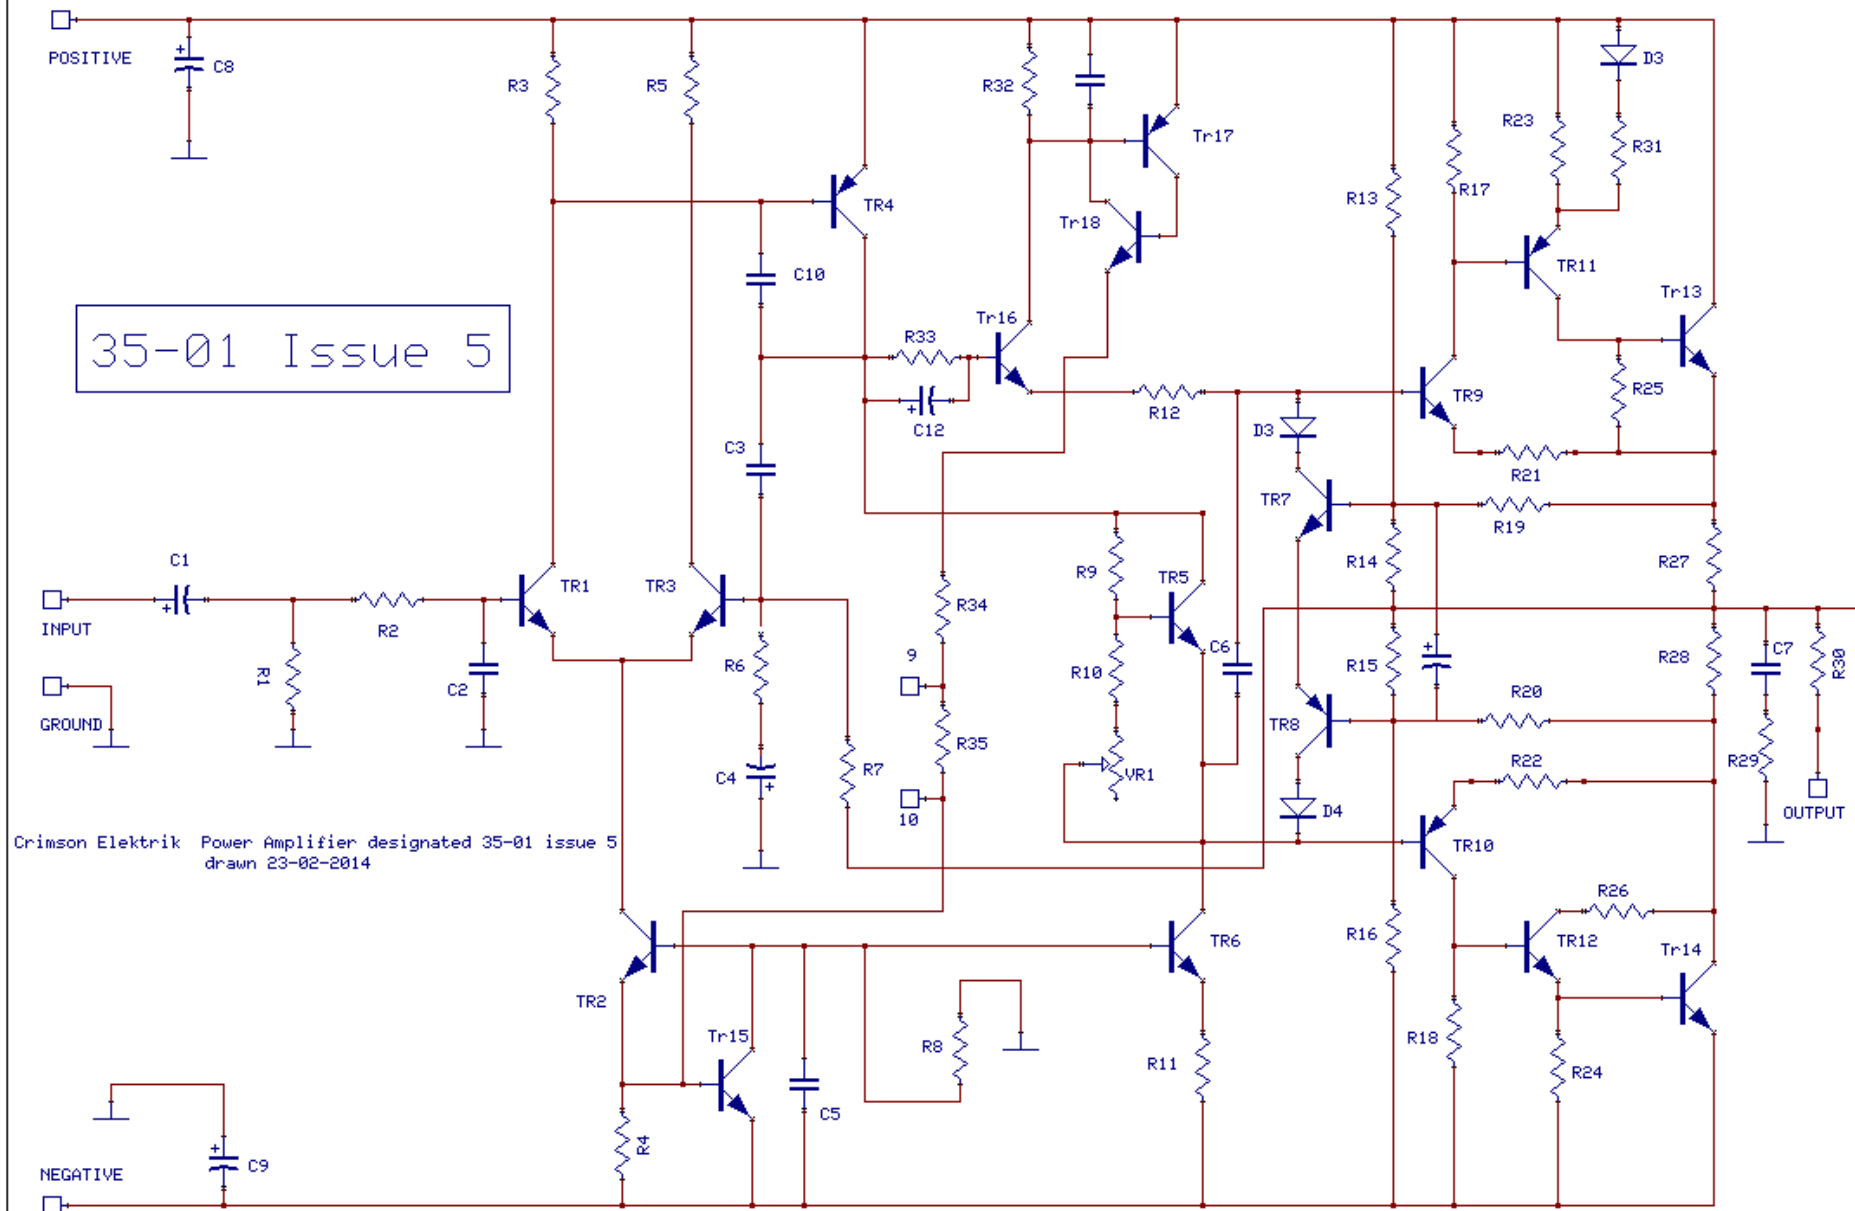 POSITIVE
C8
R3
R5
R32
Tr17
D3
R23
R31
R17
R13
TR4
Tr18
TR11
C10
Tr13
Tr16
35-01 Issue 5
R33
R25
TR9
R12
C12
D3
C3
R21
TR7
R19
C1
R14
R27
TR1
TR3
R9
TR5
R34
INPUT
R2
9
R6
C6
C7
R1
R10
R15
R28
R30
C2
R20
GROUND
TR8
R35
R22
R29
C4
R7
VR1
D4
OUTPUT
10
Crimson Elektrik Power Amplifier designated 35-01 issue 5
drawn 23-02-2014
TR10
R26
R16
TR6
TR12
Tr14
TR2
Tr15
R8
R18
R11
R24
C5
R4
C9
NEGATIVE